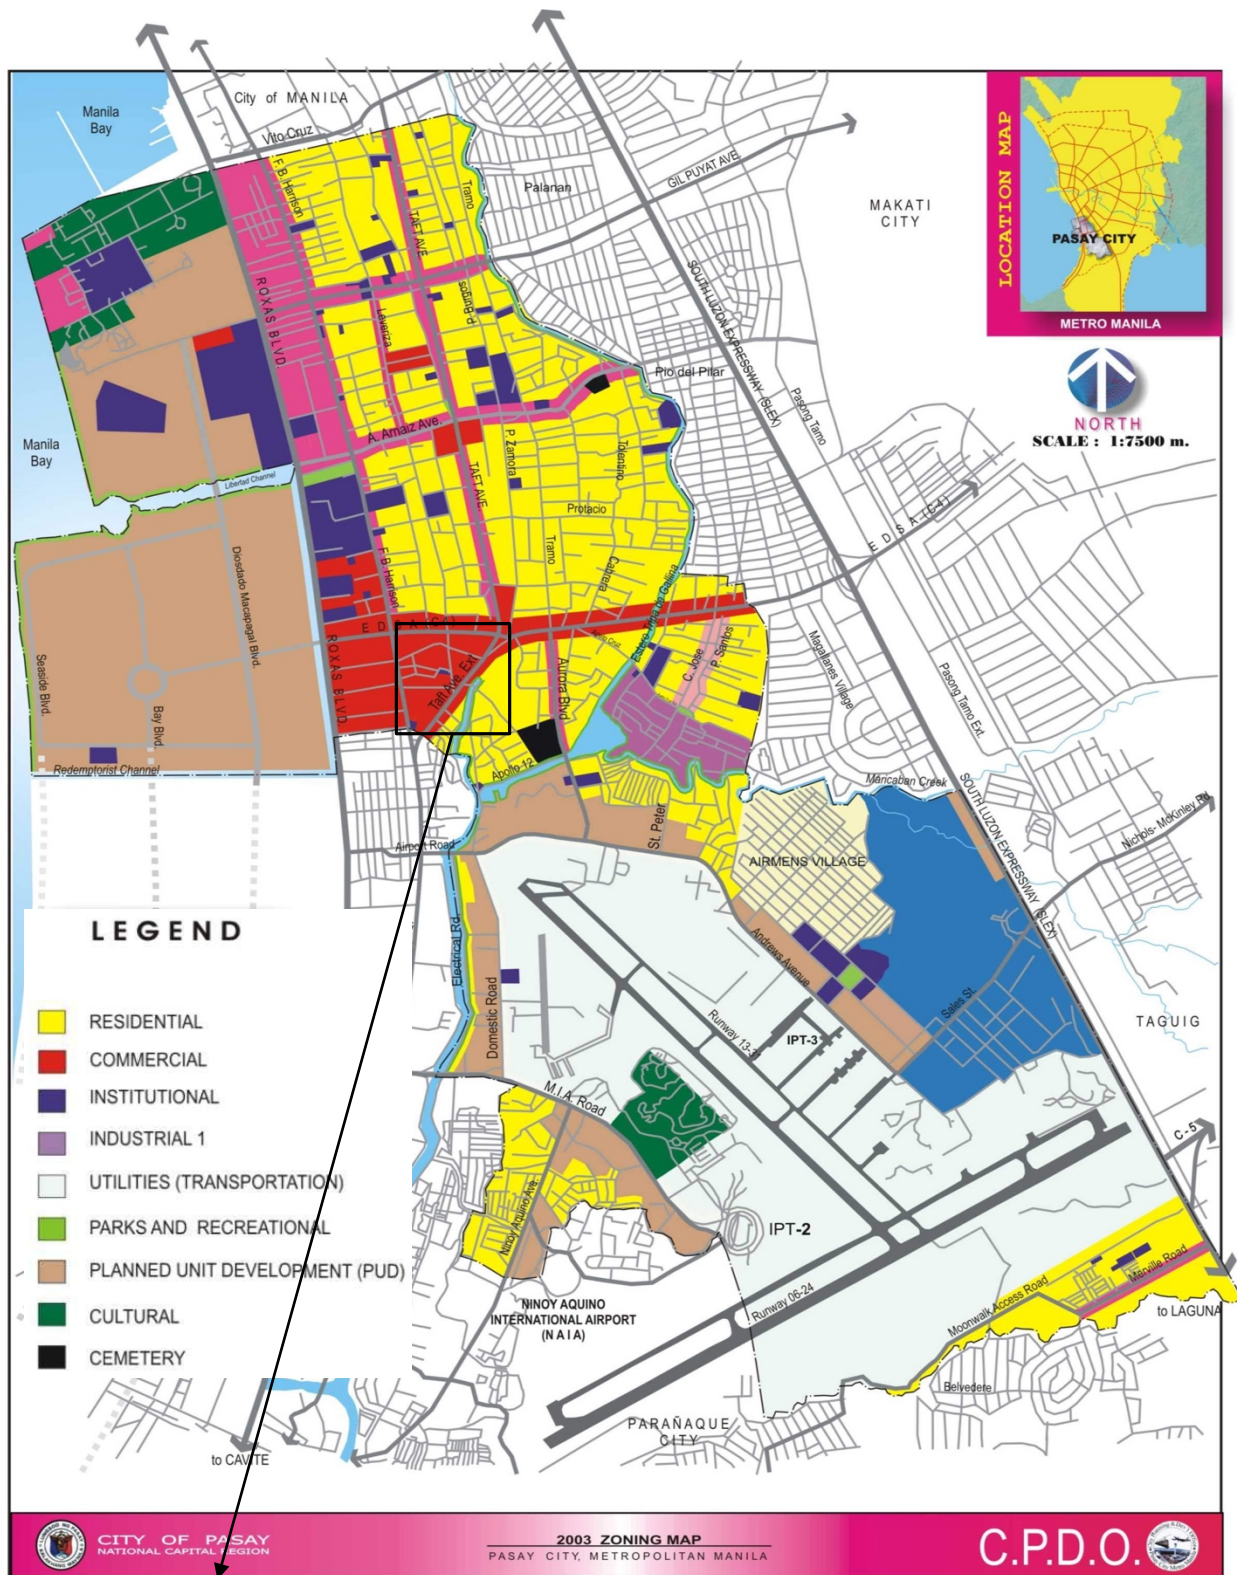 City of MANILA
Manila
Bay
Vito Cruz
F.B. Harrison
TAFT AVE
Tramo
Palanan
GIL PUYAT AVE
MAKATI
CITY
LOCATION MAP
PASAY CITY
METRO MANILA
NORTH
SCALE : 1:7500 m.
ROXAS BLVD.
Leveriza
P. Burgos
SOUTH LUZON EXPRESSWAY (SLEX)
Pio del Pilar
Pasong Tamo
Manila
Bay
A. Arnaiz Ave.
P. Zamora
Tolentino
Libertad Channel
TAFT AVE.
Protacio
EDSA (C4)
Diosdado Macapagal Blvd.
F.B. Harrison
Tramo
Cabrera
Estero Tripa de Gallina
EDSA (C4)
Seaside Blvd.
Bay Blvd.
ROXAS BLVD.
Taft Ave. Ext.
Aurora Blvd
C. Jose
P. Santos
Magallanes Village
Pasong Tamo Ext.
Redemptorist Channel
Apollo 12
Maricaban Creek
SOUTH LUZON EXPRESSWAY (SLEX)
Nichols- McKinley Rd.
Airport Road
St. Peter
AIRMENS VILLAGE
Electrical Rd.
Domestic Road
Andrews Avenue
Sales St.
TAGUIG
Runway 13-31
IPT-3
M.I.A. Road
C-5
Ninoy Aquino Ave.
IPT-2
Runway 06-24
Moonwalk Access Road
Merville Road
to LAGUNA
NINOY AQUINO
INTERNATIONAL AIRPORT
(N A I A)
Belvedere
PARAÑAQUE
CITY
to CAVITE
LEGEND
RESIDENTIAL
COMMERCIAL
INSTITUTIONAL
INDUSTRIAL 1
UTILITIES (TRANSPORTATION)
PARKS AND RECREATIONAL
PLANNED UNIT DEVELOPMENT (PUD)
CULTURAL
CEMETERY
CITY OF PASAY
NATIONAL CAPITAL REGION
2003 ZONING MAP
PASAY CITY, METROPOLITAN MANILA
C.P.D.O.